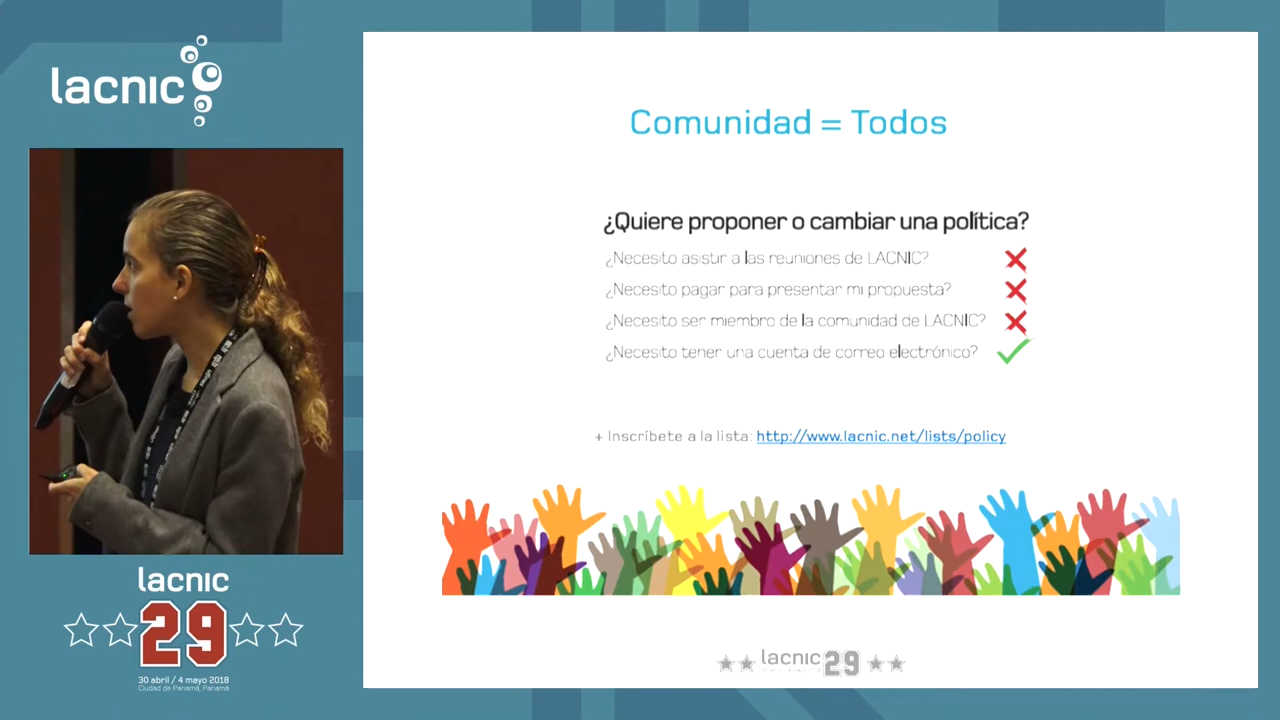 lacnic
lacnic
29
30 abril / 4 mayo 2018
Ciudad de Panamá, Panamá
Comunidad = Todos
¿Quiere proponer o cambiar una política?
¿Necesito asistir a las reuniones de LACNIC?
¿Necesito pagar para presentar mi propuesta?
¿Necesito ser miembro de la comunidad de LACNIC?
¿Necesito tener una cuenta de correo electrónico?
+ Inscríbete a la lista: http://www.lacnic.net/lists/policy
lacnic 29